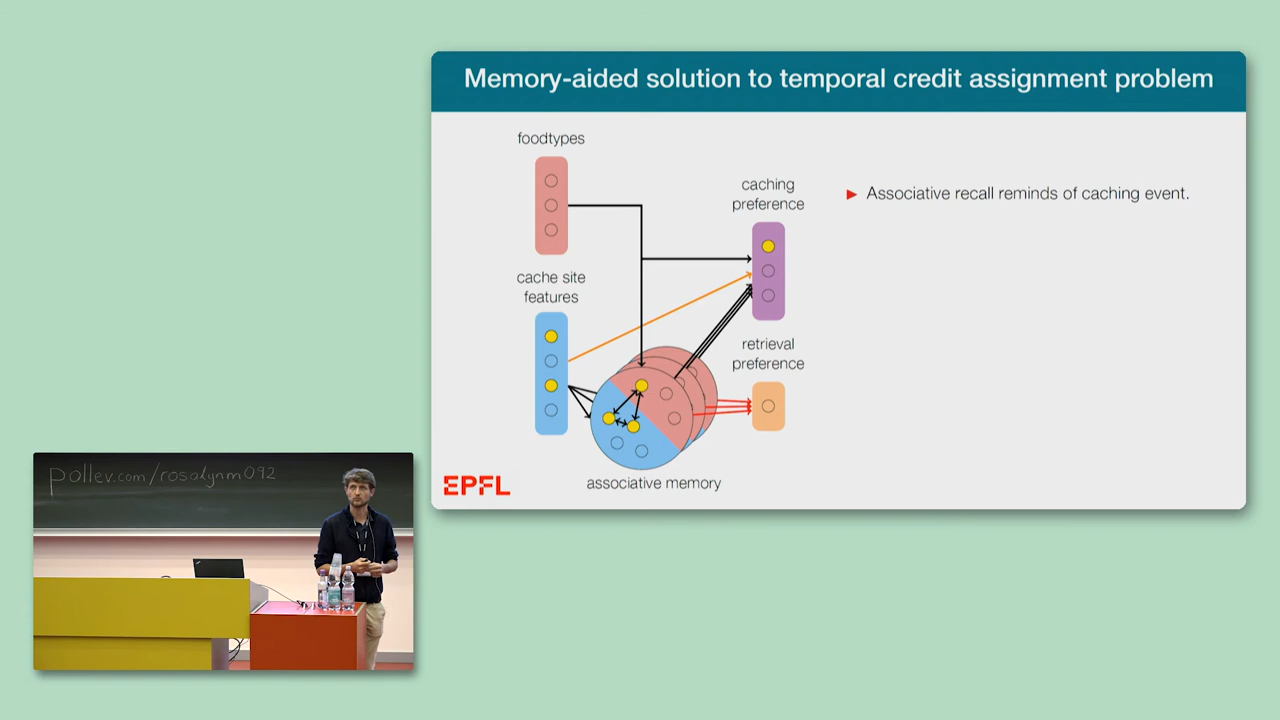 Memory-aided solution to temporal credit assignment problem
foodtypes
cache site
features
caching
preference
retrieval
preference
associative memory
Associative recall reminds of caching event.
EPFL
pollev.com/rosalynm092